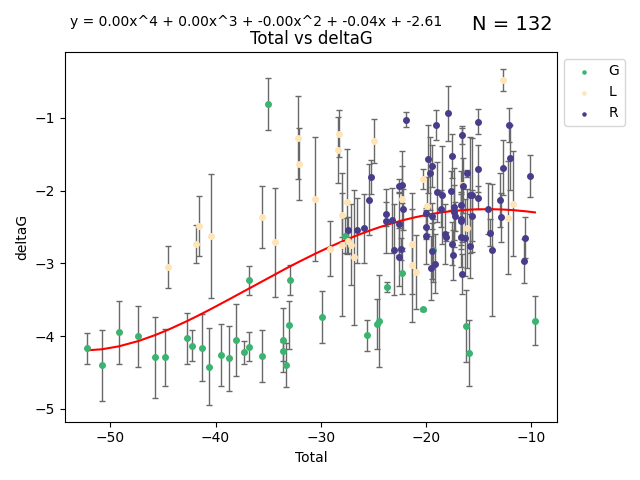 y = 0.00x^4 + 0.00x^3 + -0.00x^2 + -0.04x + -2.61
N = 132
Total vs deltaG
G
L
R
−1
−2
−3
−4
−5
deltaG
−50 −40 −30 −20 −10
Total